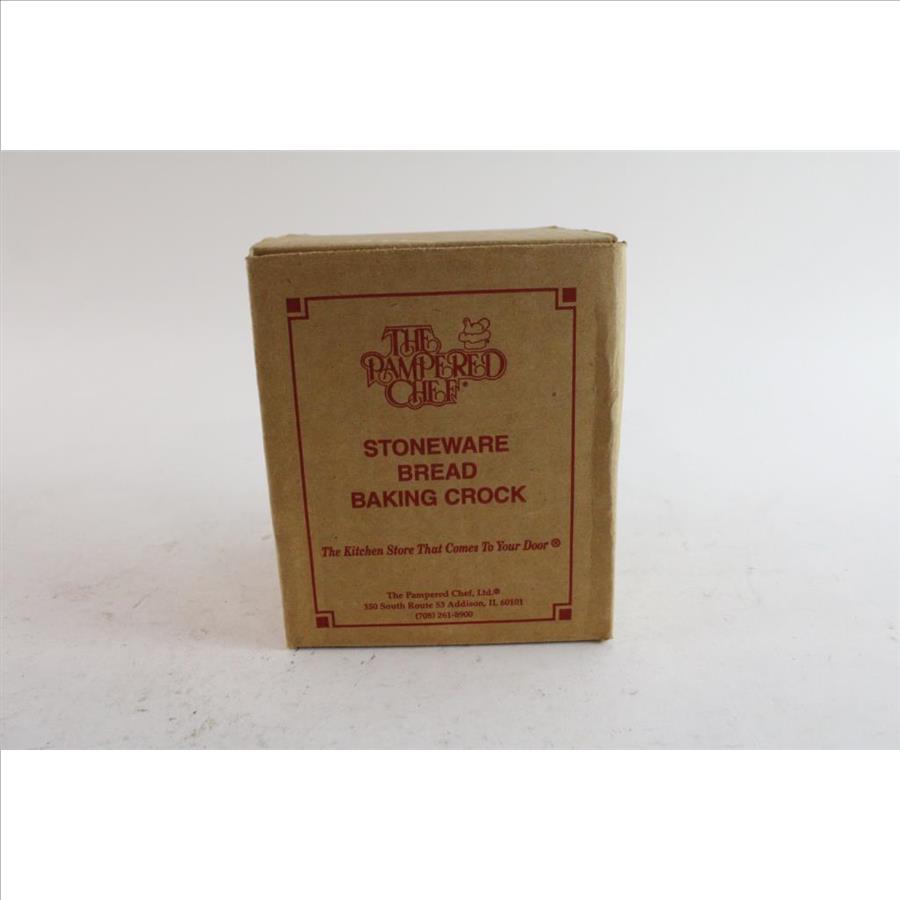 THE
PAMPERED
CHEF®
STONEWARE
BREAD
BAKING CROCK
The Kitchen Store That Comes To Your Door ®
The Pampered Chef, Ltd.®
350 South Route 53 Addison, IL 60101
(708) 261-8900